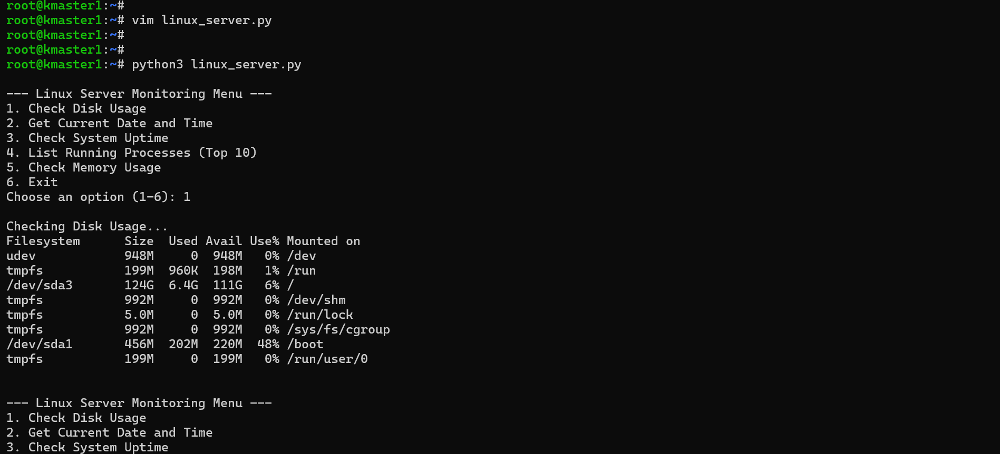 root@kmaster1:~#
root@kmaster1:~# vim linux_server.py
root@kmaster1:~#
root@kmaster1:~#
root@kmaster1:~# python3 linux_server.py
--- Linux Server Monitoring Menu ---
1. Check Disk Usage
2. Get Current Date and Time
3. Check System Uptime
4. List Running Processes (Top 10)
5. Check Memory Usage
6. Exit
Choose an option (1-6): 1
Checking Disk Usage...
Filesystem      Size  Used Avail Use% Mounted on
udev            948M     0  948M   0% /dev
tmpfs           199M  960K  198M   1% /run
/dev/sda3       124G  6.4G  111G   6% /
tmpfs           992M     0  992M   0% /dev/shm
tmpfs           5.0M     0  5.0M   0% /run/lock
tmpfs           992M     0  992M   0% /sys/fs/cgroup
/dev/sda1       456M  202M  220M  48% /boot
tmpfs           199M     0  199M   0% /run/user/0
--- Linux Server Monitoring Menu ---
1. Check Disk Usage
2. Get Current Date and Time
3. Check System Uptime